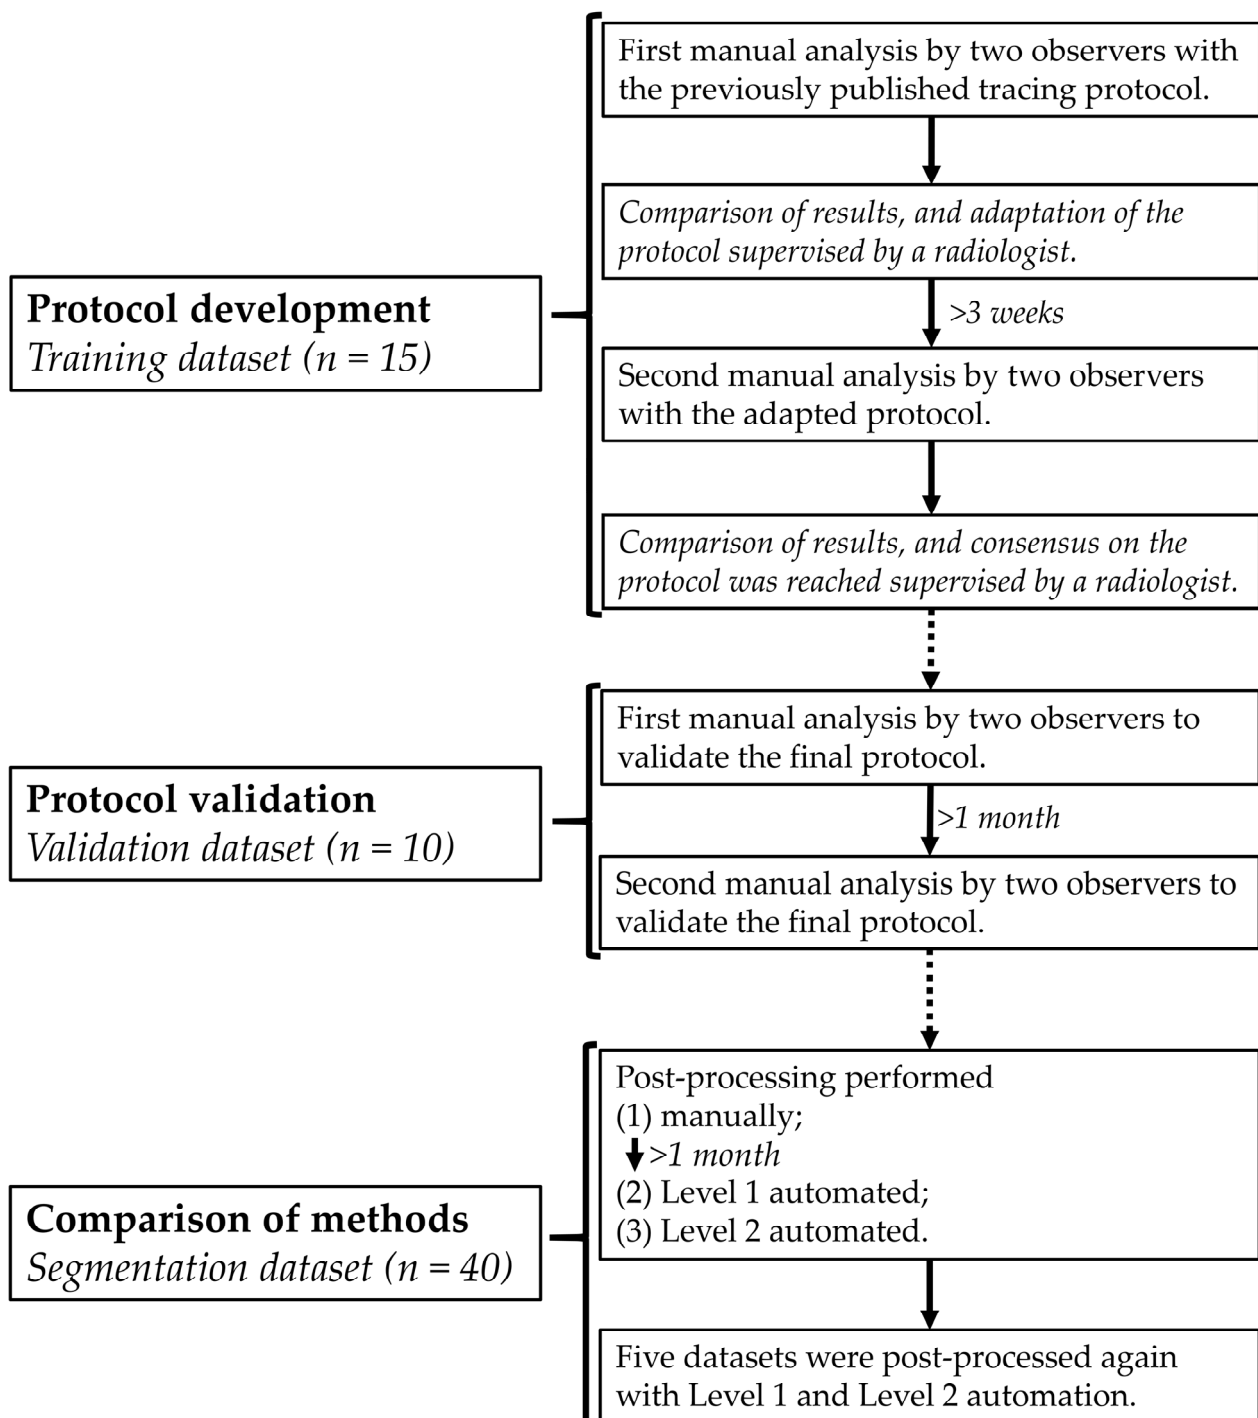 First manual analysis by two observers with
the previously published tracing protocol.
Comparison of results, and adaptation of the
protocol supervised by a radiologist.
>3 weeks
Protocol development
Training dataset (n = 15)
Second manual analysis by two observers
with the adapted protocol.
Comparison of results, and consensus on the
protocol was reached supervised by a radiologist.
First manual analysis by two observers to
validate the final protocol.
Protocol validation
Validation dataset (n = 10)
>1 month
Second manual analysis by two observers to
validate the final protocol.
Post-processing performed
(1) manually;
>1 month
(2) Level 1 automated;
(3) Level 2 automated.
Comparison of methods
Segmentation dataset (n = 40)
Five datasets were post-processed again
with Level 1 and Level 2 automation.